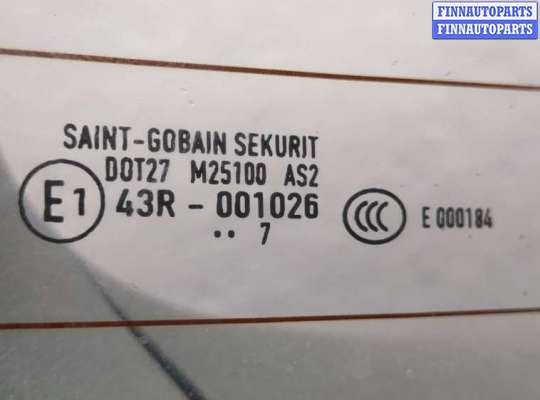 FINNAUTOPARTS
FINNAUTOPARTS
SAINT-GOBAIN SEKURIT
DOT27 M25100 AS2
E1 43R - 001026
CCC E 000184
.. 7